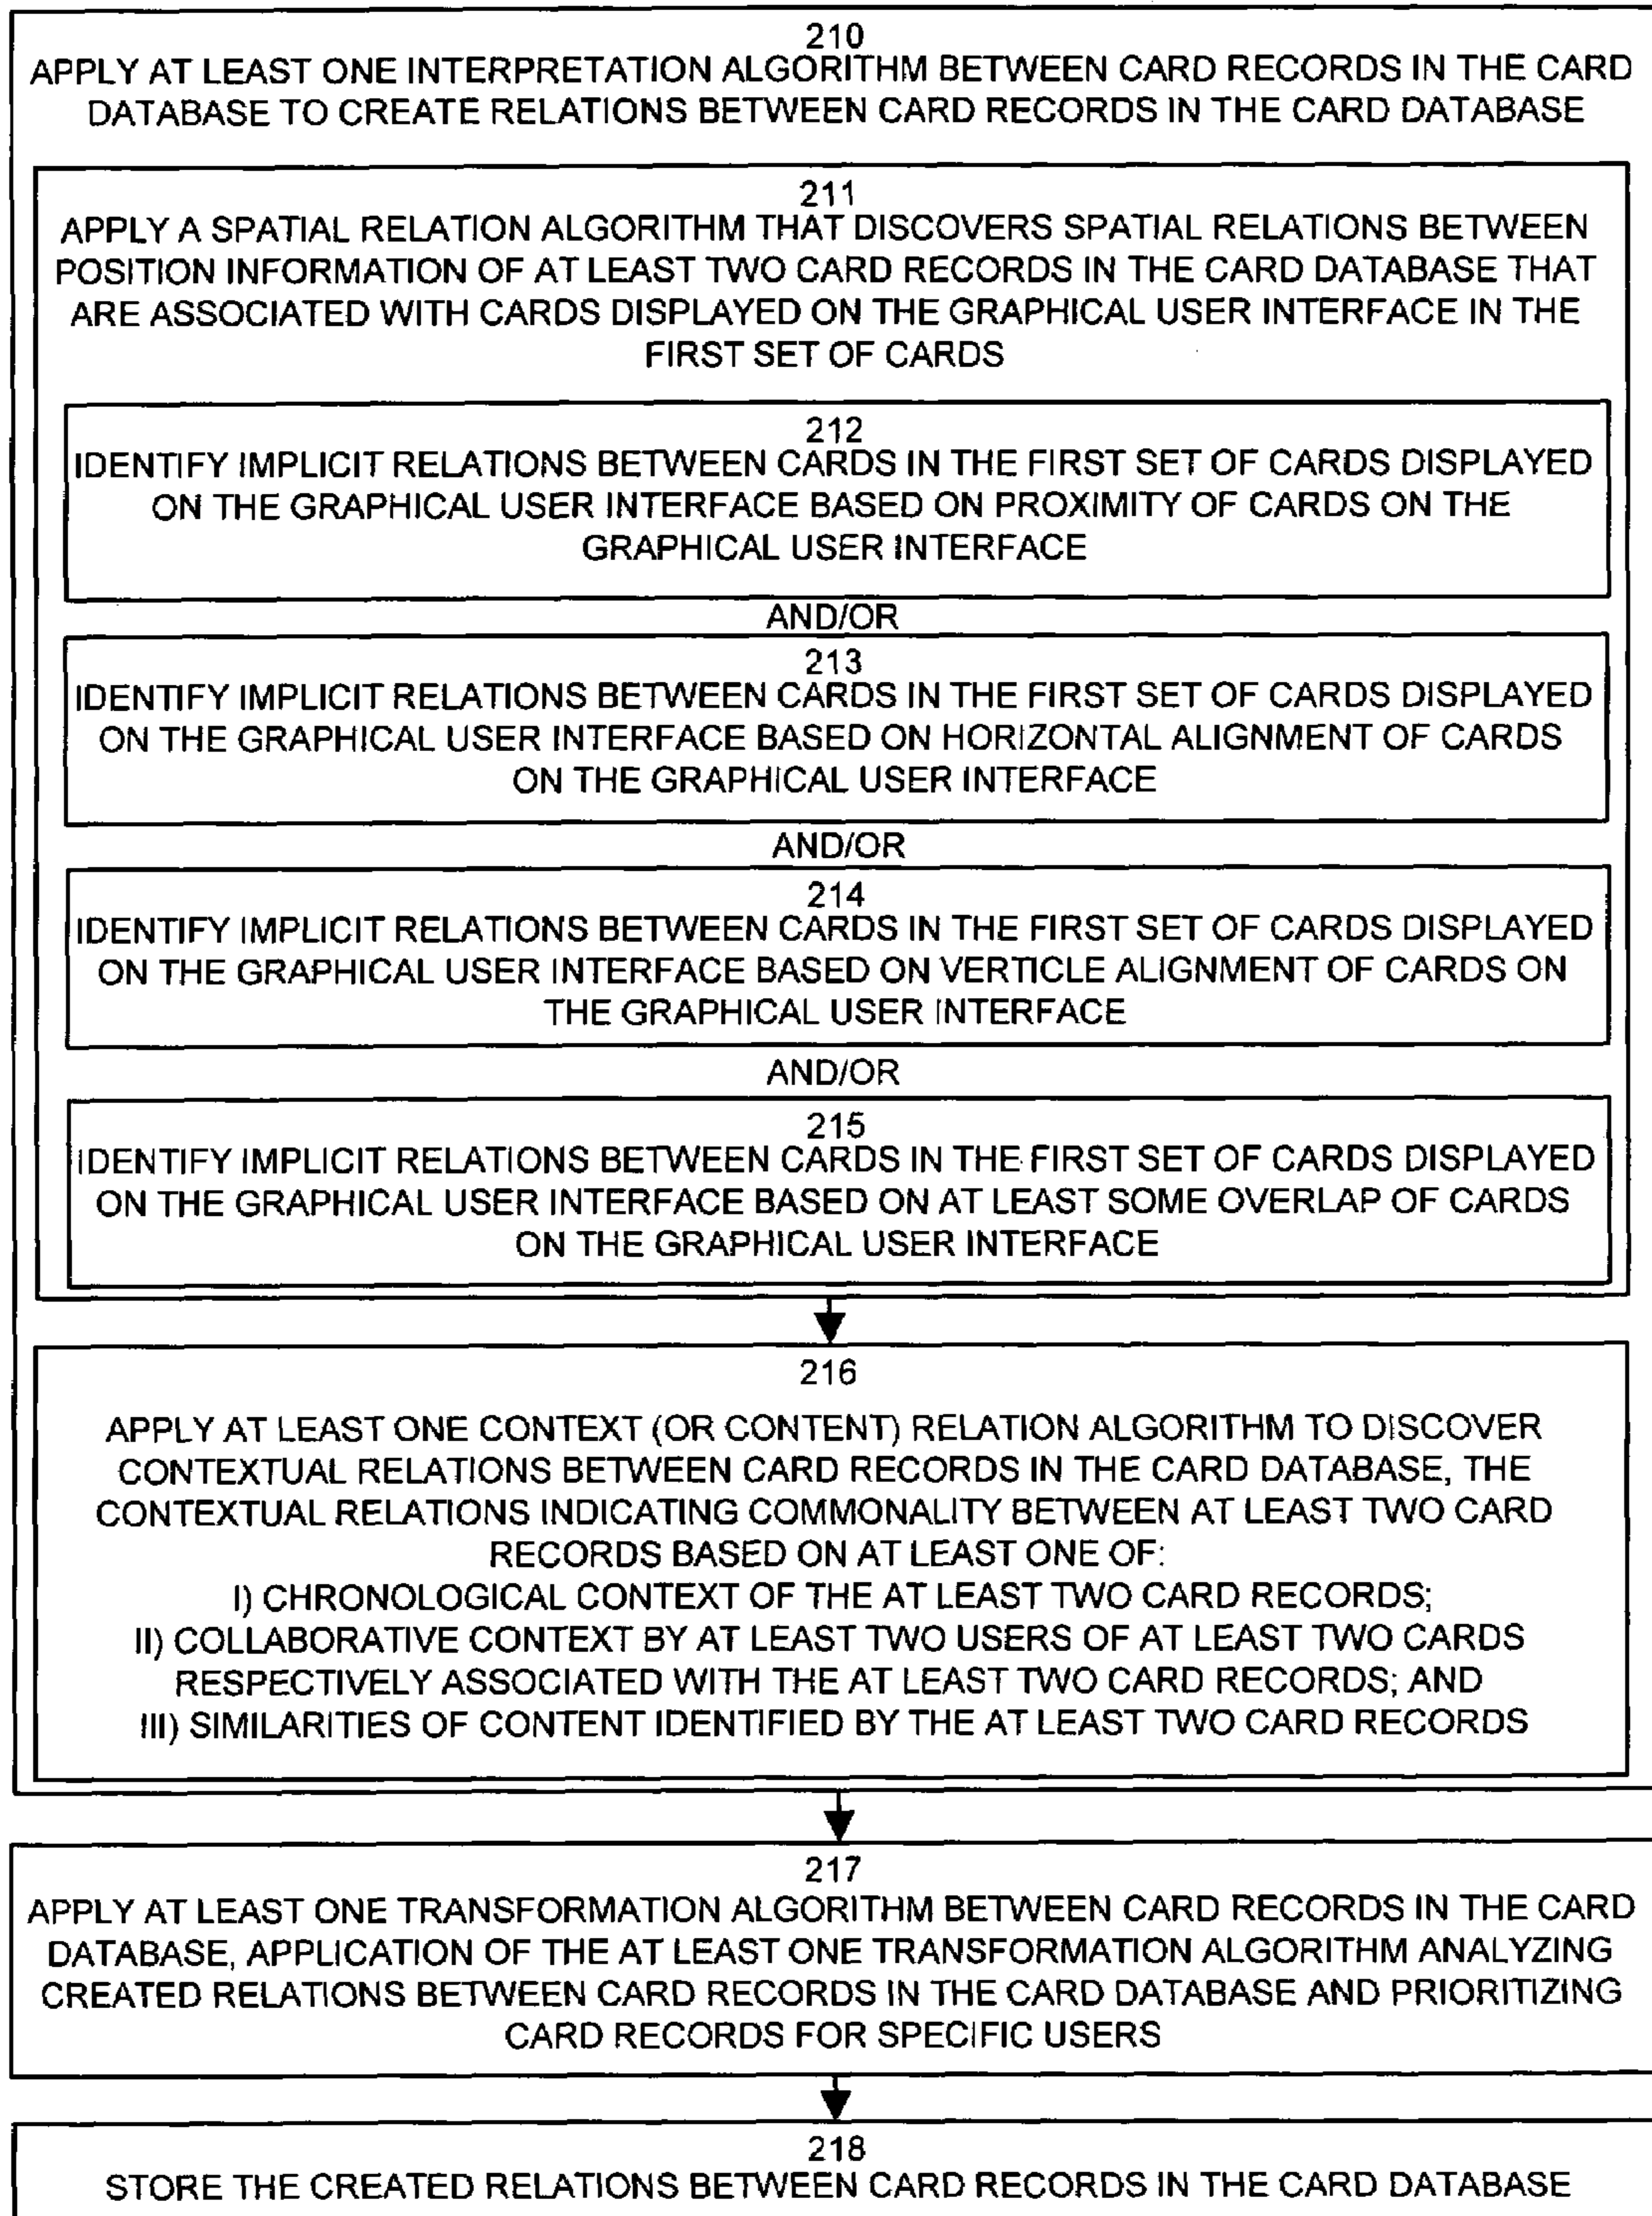 210
APPLY AT LEAST ONE INTERPRETATION ALGORITHM BETWEEN CARD RECORDS IN THE CARD
DATABASE TO CREATE RELATIONS BETWEEN CARD RECORDS IN THE CARD DATABASE
211
APPLY A SPATIAL RELATION ALGORITHM THAT DISCOVERS SPATIAL RELATIONS BETWEEN
POSITION INFORMATION OF AT LEAST TWO CARD RECORDS IN THE CARD DATABASE THAT
ARE ASSOCIATED WITH CARDS DISPLAYED ON THE GRAPHICAL USER INTERFACE IN THE
FIRST SET OF CARDS
212
IDENTIFY IMPLICIT RELATIONS BETWEEN CARDS IN THE FIRST SET OF CARDS DISPLAYED
ON THE GRAPHICAL USER INTERFACE BASED ON PROXIMITY OF CARDS ON THE
GRAPHICAL USER INTERFACE
AND/OR
213
IDENTIFY IMPLICIT RELATIONS BETWEEN CARDS IN THE FIRST SET OF CARDS DISPLAYED
ON THE GRAPHICAL USER INTERFACE BASED ON HORIZONTAL ALIGNMENT OF CARDS
ON THE GRAPHICAL USER INTERFACE
AND/OR
214
IDENTIFY IMPLICIT RELATIONS BETWEEN CARDS IN THE FIRST SET OF CARDS DISPLAYED
ON THE GRAPHICAL USER INTERFACE BASED ON VERTICLE ALIGNMENT OF CARDS ON
THE GRAPHICAL USER INTERFACE
AND/OR
215
IDENTIFY IMPLICIT RELATIONS BETWEEN CARDS IN THE FIRST SET OF CARDS DISPLAYED
ON THE GRAPHICAL USER INTERFACE BASED ON AT LEAST SOME OVERLAP OF CARDS
ON THE GRAPHICAL USER INTERFACE
216
APPLY AT LEAST ONE CONTEXT (OR CONTENT) RELATION ALGORITHM TO DISCOVER
CONTEXTUAL RELATIONS BETWEEN CARD RECORDS IN THE CARD DATABASE, THE
CONTEXTUAL RELATIONS INDICATING COMMONALITY BETWEEN AT LEAST TWO CARD
RECORDS BASED ON AT LEAST ONE OF:
I) CHRONOLOGICAL CONTEXT OF THE AT LEAST TWO CARD RECORDS;
II) COLLABORATIVE CONTEXT BY AT LEAST TWO USERS OF AT LEAST TWO CARDS
RESPECTIVELY ASSOCIATED WITH THE AT LEAST TWO CARD RECORDS; AND
III) SIMILARITIES OF CONTENT IDENTIFIED BY THE AT LEAST TWO CARD RECORDS
217
APPLY AT LEAST ONE TRANSFORMATION ALGORITHM BETWEEN CARD RECORDS IN THE CARD
DATABASE, APPLICATION OF THE AT LEAST ONE TRANSFORMATION ALGORITHM ANALYZING
CREATED RELATIONS BETWEEN CARD RECORDS IN THE CARD DATABASE AND PRIORITIZING
CARD RECORDS FOR SPECIFIC USERS
218
STORE THE CREATED RELATIONS BETWEEN CARD RECORDS IN THE CARD DATABASE